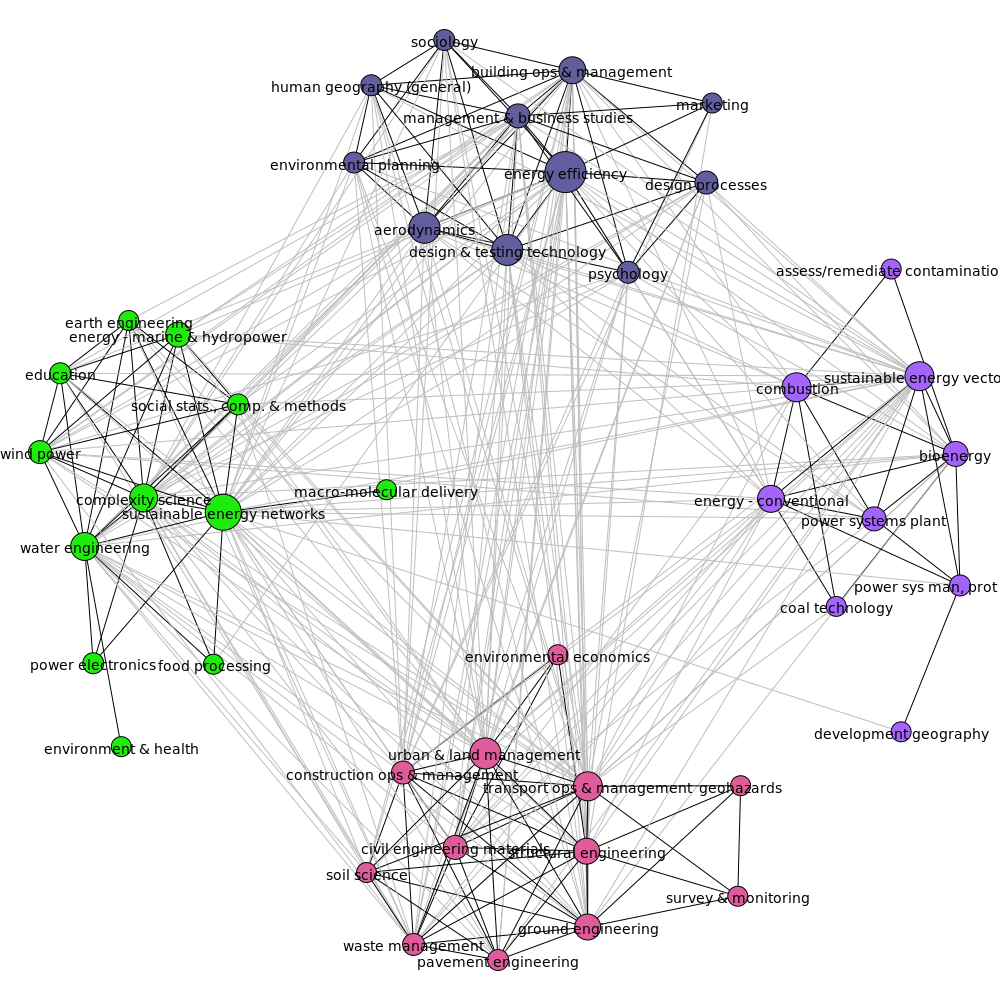 sociology
building ops & management
human geography (general)
marketing
management & business studies
environmental planning
energy efficiency
design processes
aerodynamics
design & testing technology
psychology
assess/remediate contaminatio
earth engineering
energy - marine & hydropower
education
sustainable energy vecto
combustion
social stats., comp. & methods
wind power
bioenergy
macro-molecular delivery
complexity science
energy - conventional
sustainable energy networks
power systems plant
water engineering
power sys man, prot
coal technology
environmental economics
power electronics
food processing
development geography
environment & health
urban & land management
construction ops & management
transport ops & management
geohazards
civil engineering materials
structural engineering
soil science
survey & monitoring
ground engineering
waste management
pavement engineering